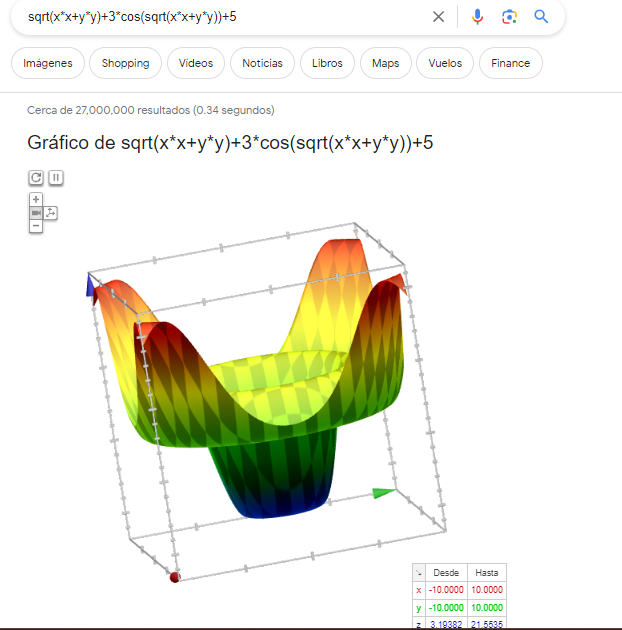 sqrt(x*x+y*y)+3*cos(sqrt(x*x+y*y))+5
Imágenes Shopping Videos Noticias Libros Maps Vuelos Finance
Cerca de 27,000,000 resultados (0.34 segundos)
Gráfico de sqrt(x*x+y*y)+3*cos(sqrt(x*x+y*y))+5
Desde Hasta
x -10.0000 10.0000
y -10.0000 10.0000
z 3.19382 21.5535